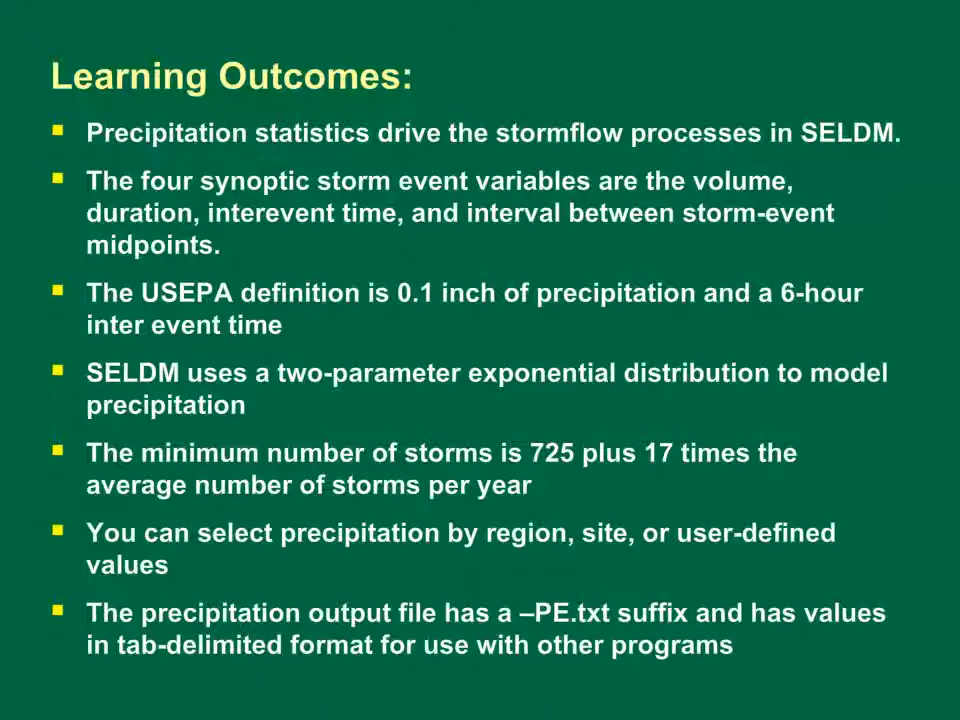 Learning Outcomes:
Precipitation statistics drive the stormflow processes in SELDM.
The four synoptic storm event variables are the volume,
duration, interevent time, and interval between storm-event
midpoints.
The USEPA definition is 0.1 inch of precipitation and a 6-hour
inter event time
SELDM uses a two-parameter exponential distribution to model
precipitation
The minimum number of storms is 725 plus 17 times the
average number of storms per year
You can select precipitation by region, site, or user-defined
values
The precipitation output file has a –PE.txt suffix and has values
in tab-delimited format for use with other programs